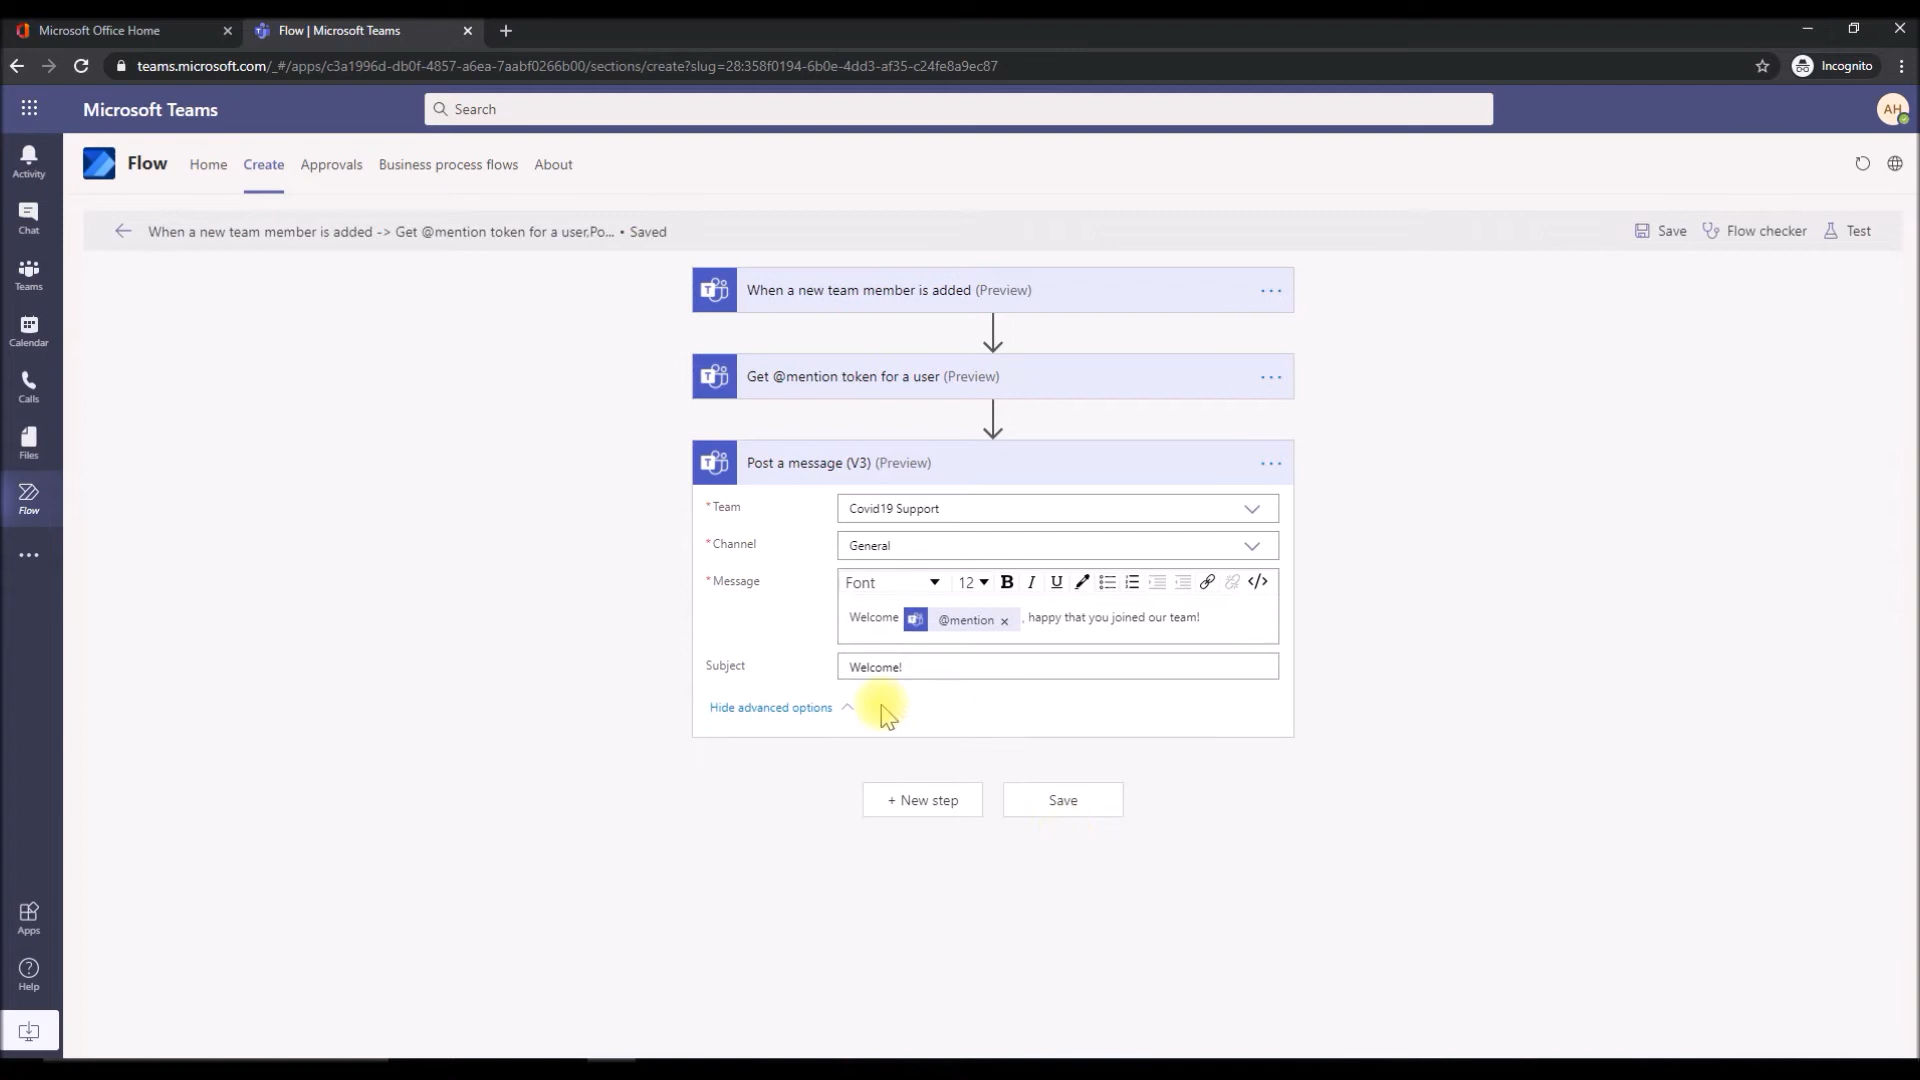 Microsoft Office Home
Flow | Microsoft Teams
teams.microsoft.com/_#/apps/c3a1996d-db0f-4857-a6ea-7aabf0266b00/sections/create?slug=28:358f0194-6b0e-4dd3-af35-c24fe8a9ec87
Incognito
Microsoft Teams
Search
AH
Activity
Chat
Teams
Calendar
Calls
Files
Flow
Apps
Help
Flow Home Create Approvals Business process flows About
When a new team member is added -> Get @mention token for a user,Po... • Saved
Save Flow checker Test
When a new team member is added (Preview)
Get @mention token for a user (Preview)
Post a message (V3) (Preview)
* Team Covid19 Support
* Channel General
* Message Font 12 B I U </>
Welcome @mention × , happy that you joined our team!
Subject Welcome!
Hide advanced options
+ New step Save